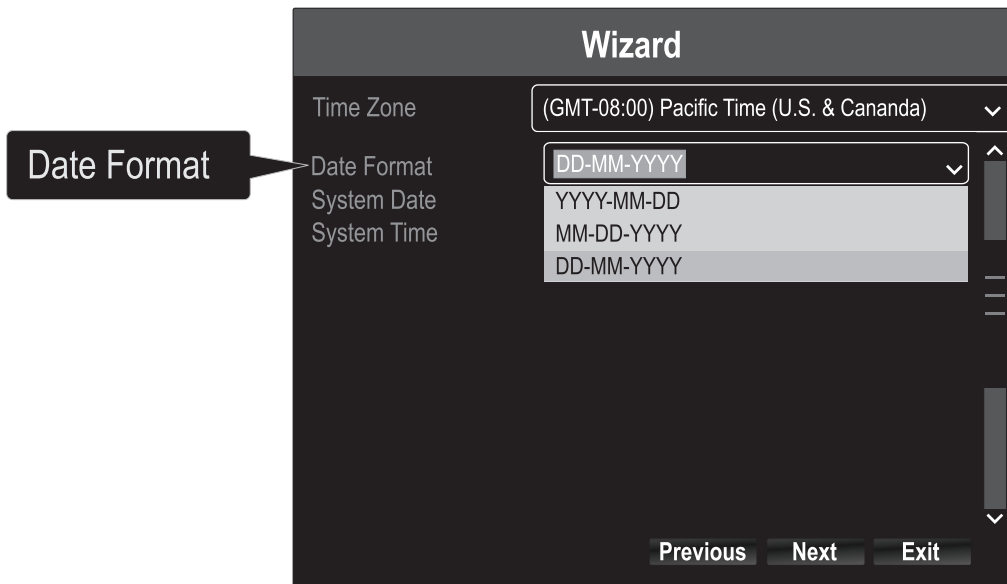 Wizard
Time Zone
(GMT-08:00) Pacific Time (U.S. & Cananda)
Date Format
Date Format
DD-MM-YYYY
System Date
YYYY-MM-DD
System Time
MM-DD-YYYY
DD-MM-YYYY
Previous
Next
Exit